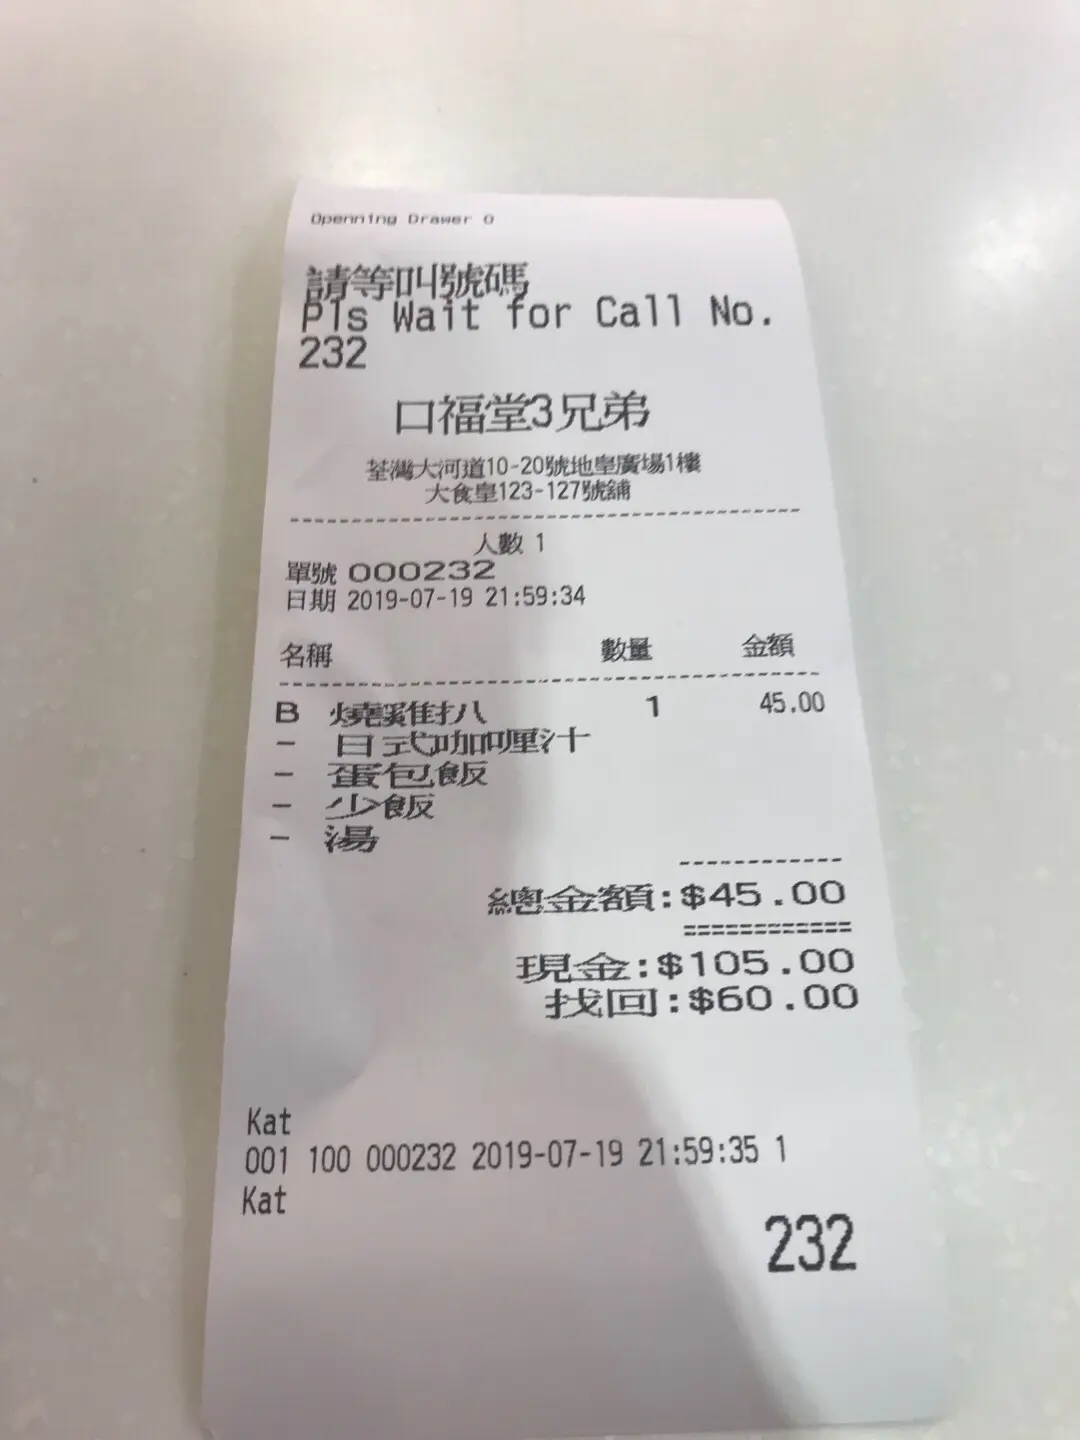 Openning Drawer 0
請等叫號碼
Pls Wait for Call No.
232
口福堂3兄弟
荃灣大河道10-20號地皇廣場1樓
大食皇123-127號舖
人數 1
單號 000232
日期 2019-07-19 21:59:34
名稱 數量 金額
B 燒雞扒 1 45.00
- 日式咖喱汁
- 蛋包飯
- 少飯
- 湯
總金額:$45.00
現金:$105.00
找回:$60.00
Kat
001 100 000232 2019-07-19 21:59:35 1
Kat
232